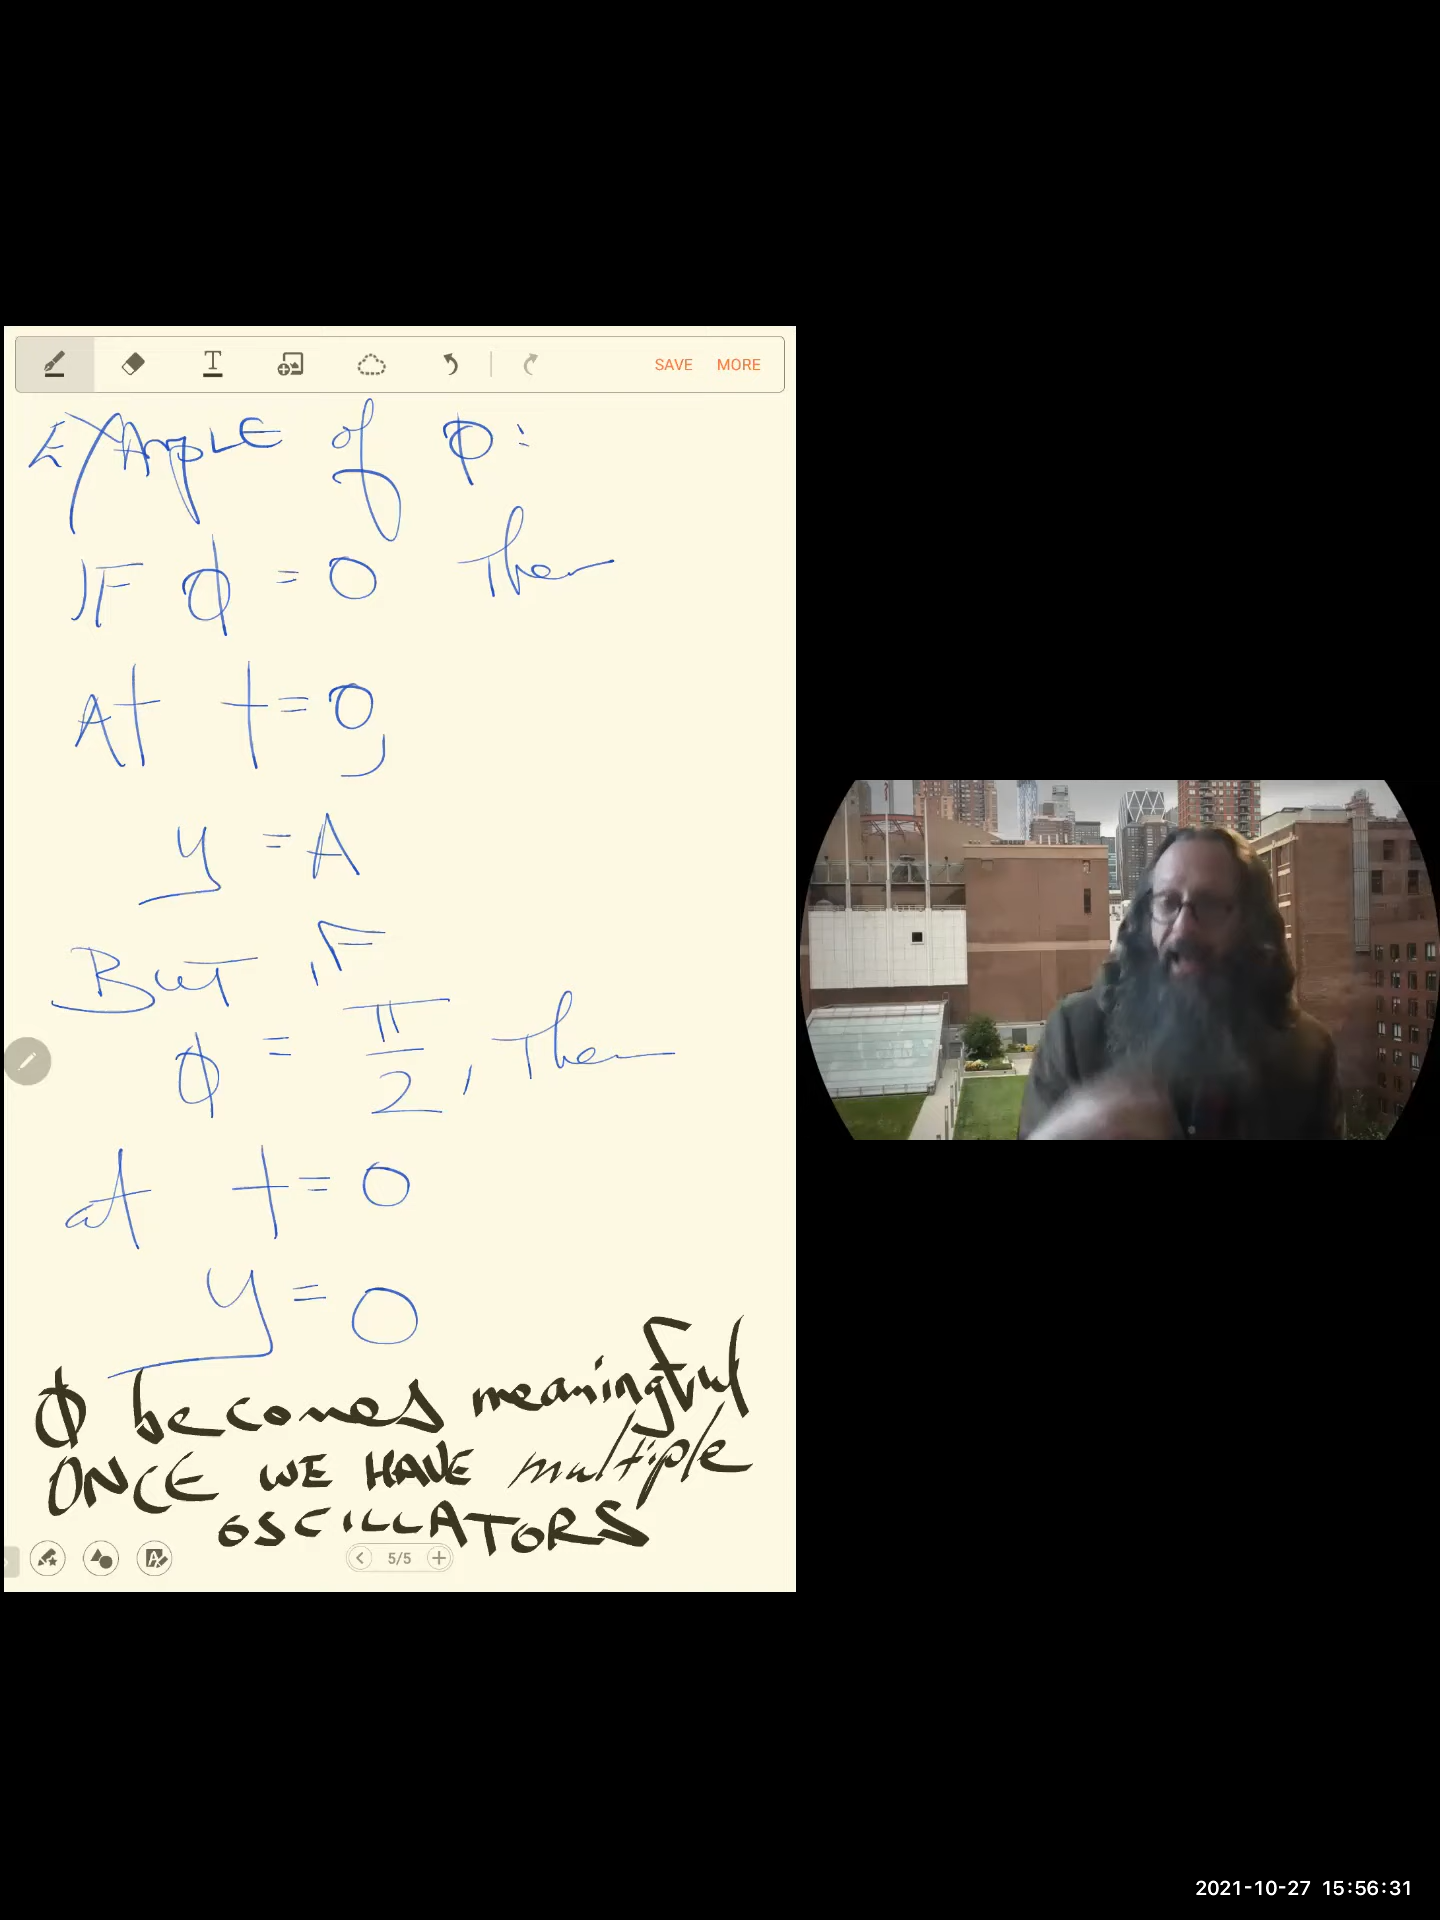 T
SAVE
MORE
EXAMPLE of Φ:
IF Φ = 0 Then
At t = 0,
y = A
But iF
Φ = π/2, Then
at t = 0
y = 0
Φ becomes meaningful
ONCE WE HAVE multiple
OSCILLATORS
A
5/5
2021-10-27 15:56:31